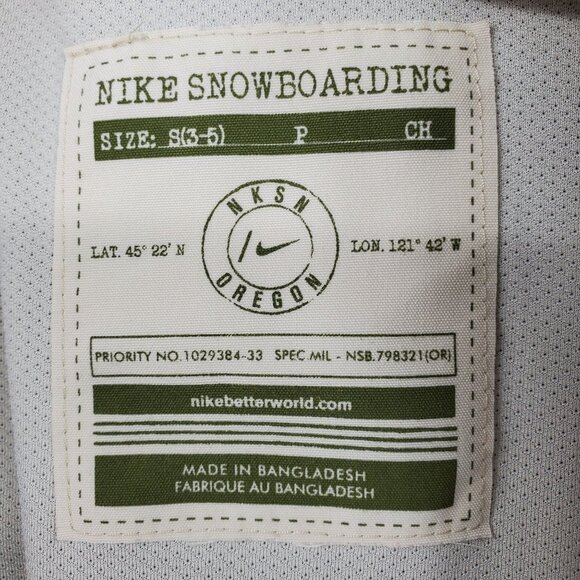 NIKE SNOWBOARDING
SIZE: S(3-5) P CH
NKSN
LAT. 45° 22' N LON. 121° 42' W
OREGON
PRIORITY NO.1029384-33 SPEC.MIL - NSB.798321(OR)
nikebetterworld.com
MADE IN BANGLADESH
FABRIQUE AU BANGLADESH